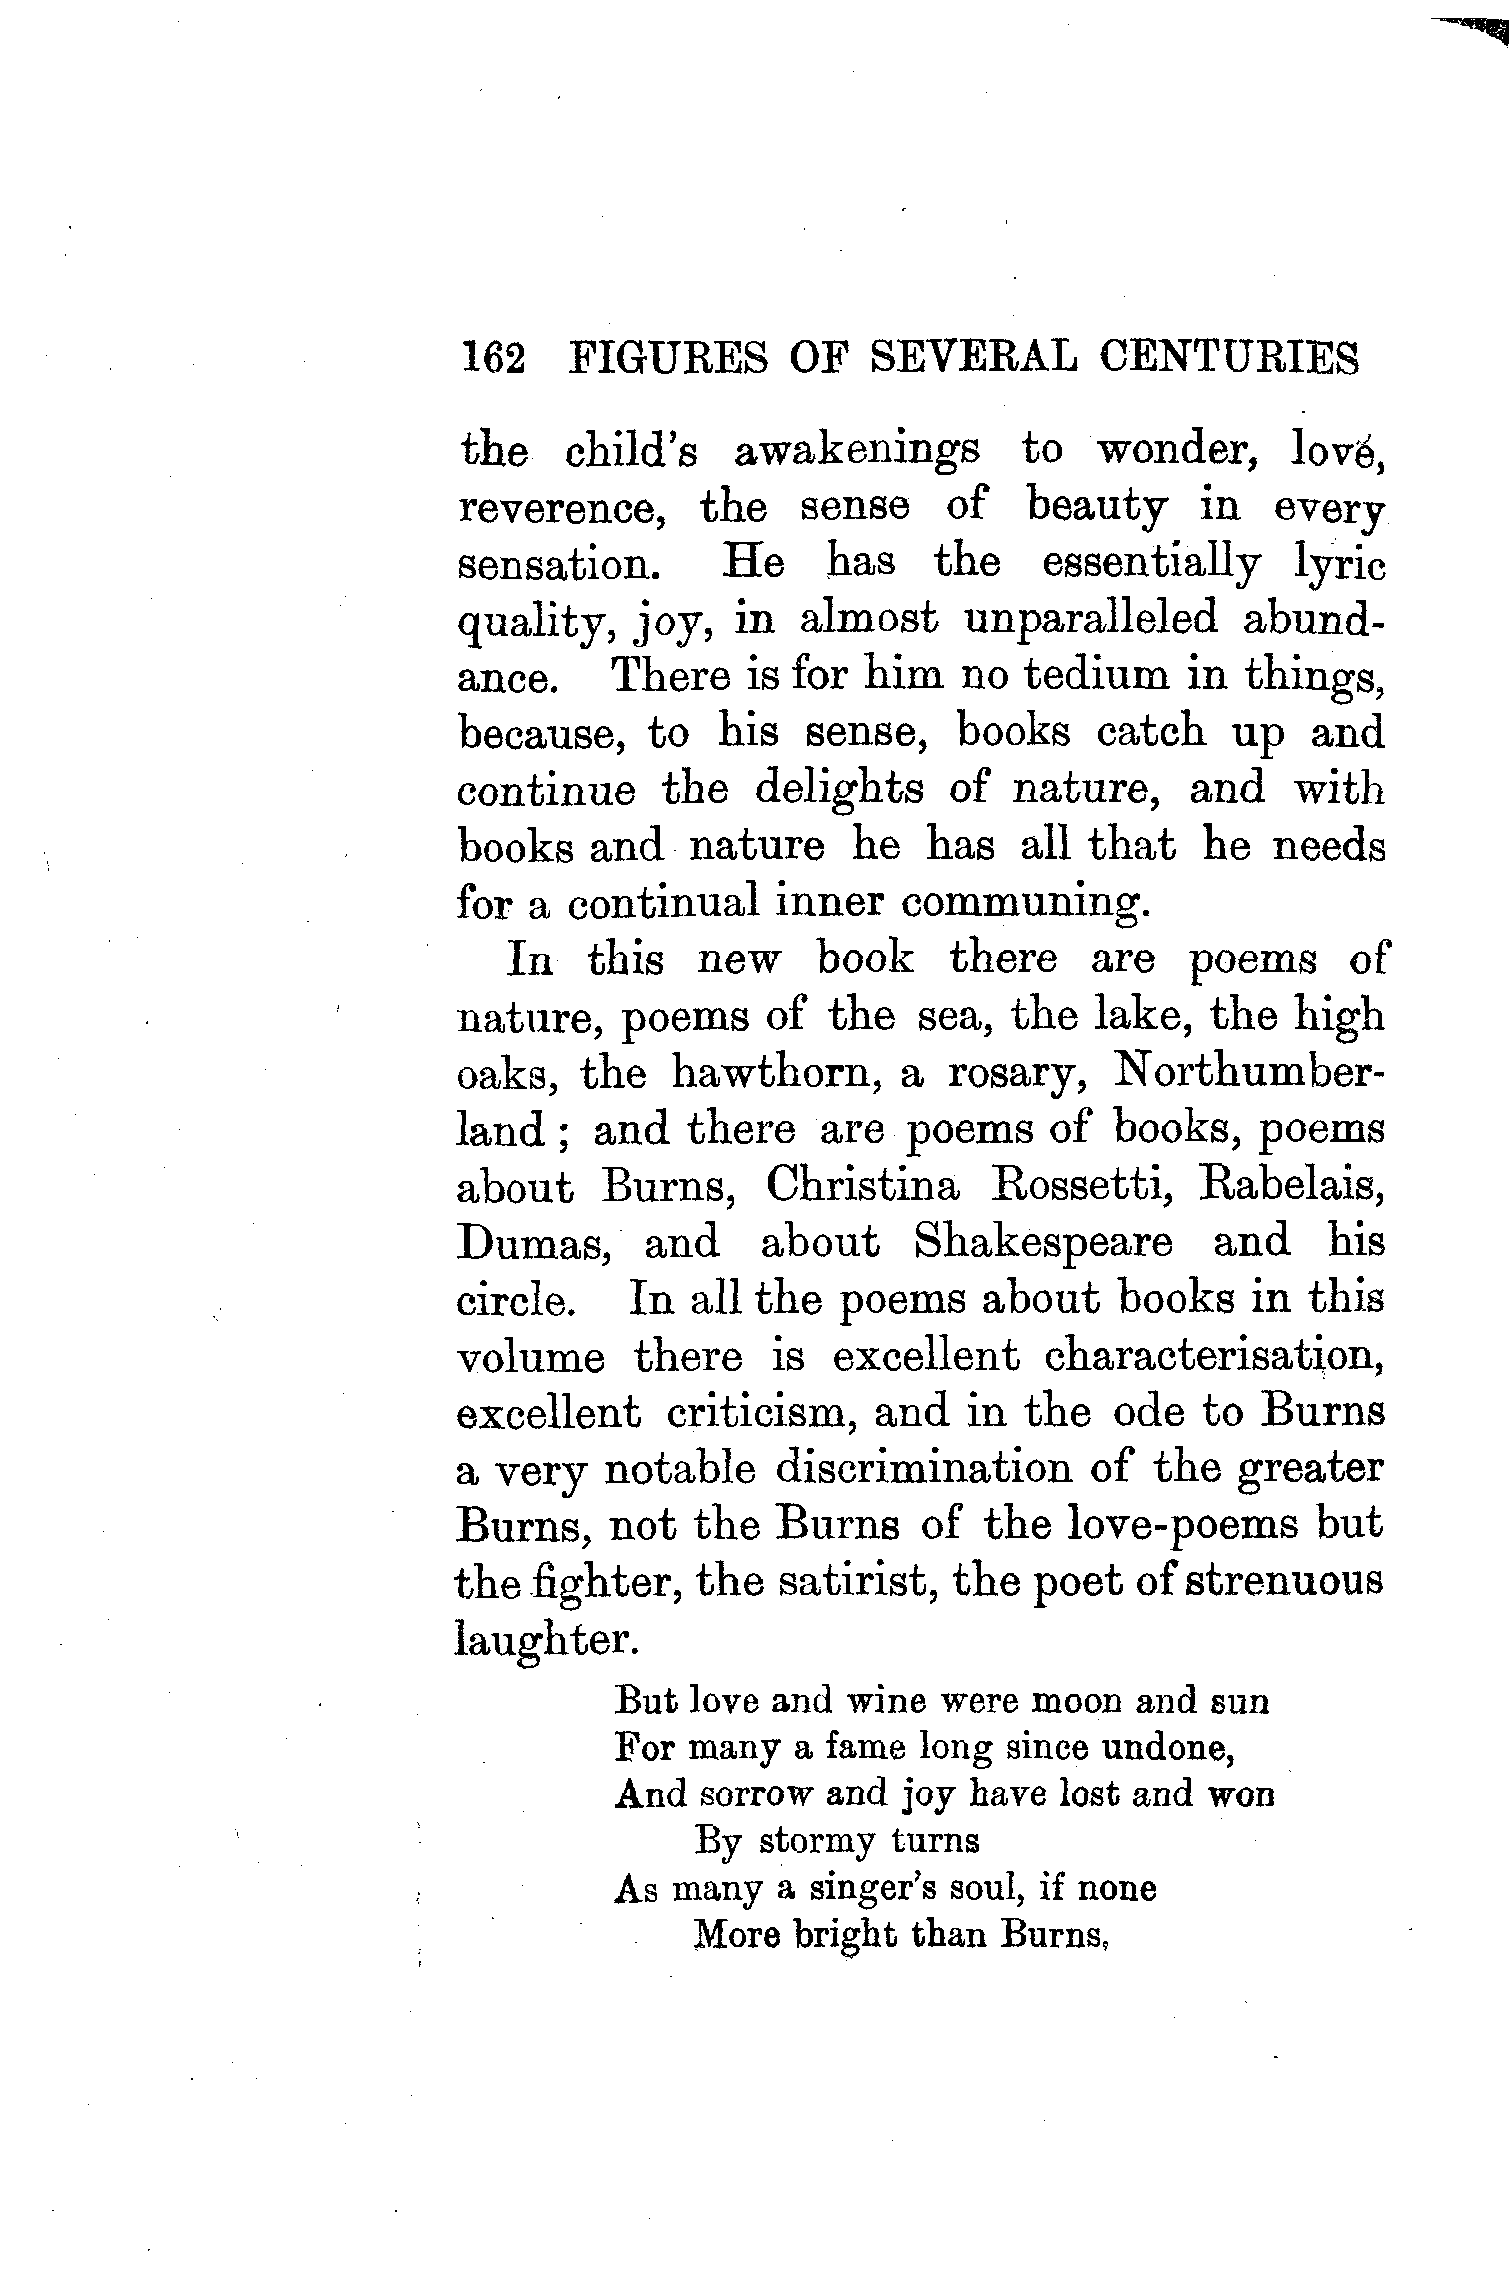 162 FIGURES OF SEVERAL CENTURIES
the child's awakenings to wonder, love,
reverence, the sense of beauty in every
sensation. He has the essentially lyric
quality, joy, in almost unparalleled abund-
ance. There is for him no tedium in things,
because, to his sense, books catch up and
continue the delights of nature, and with
books and nature he has all that he needs
for a continual inner communing.
In this new book there are poems of
nature, poems of the sea, the lake, the high
oaks, the hawthorn, a rosary, Northumber-
land ; and there are poems of books, poems
about Burns, Christina Rossetti, Rabelais,
Dumas, and about Shakespeare and his
circle. In all the poems about books in this
volume there is excellent characterisation,
excellent criticism, and in the ode to Burns
a very notable discrimination of the greater
Burns, not the Burns of the love-poems but
the fighter, the satirist, the poet of strenuous
laughter.
But love and wine were moon and sun
For many a fame long since undone,
And sorrow and joy have lost and won
By stormy turns
As many a singer's soul, if none
More bright than Burns,